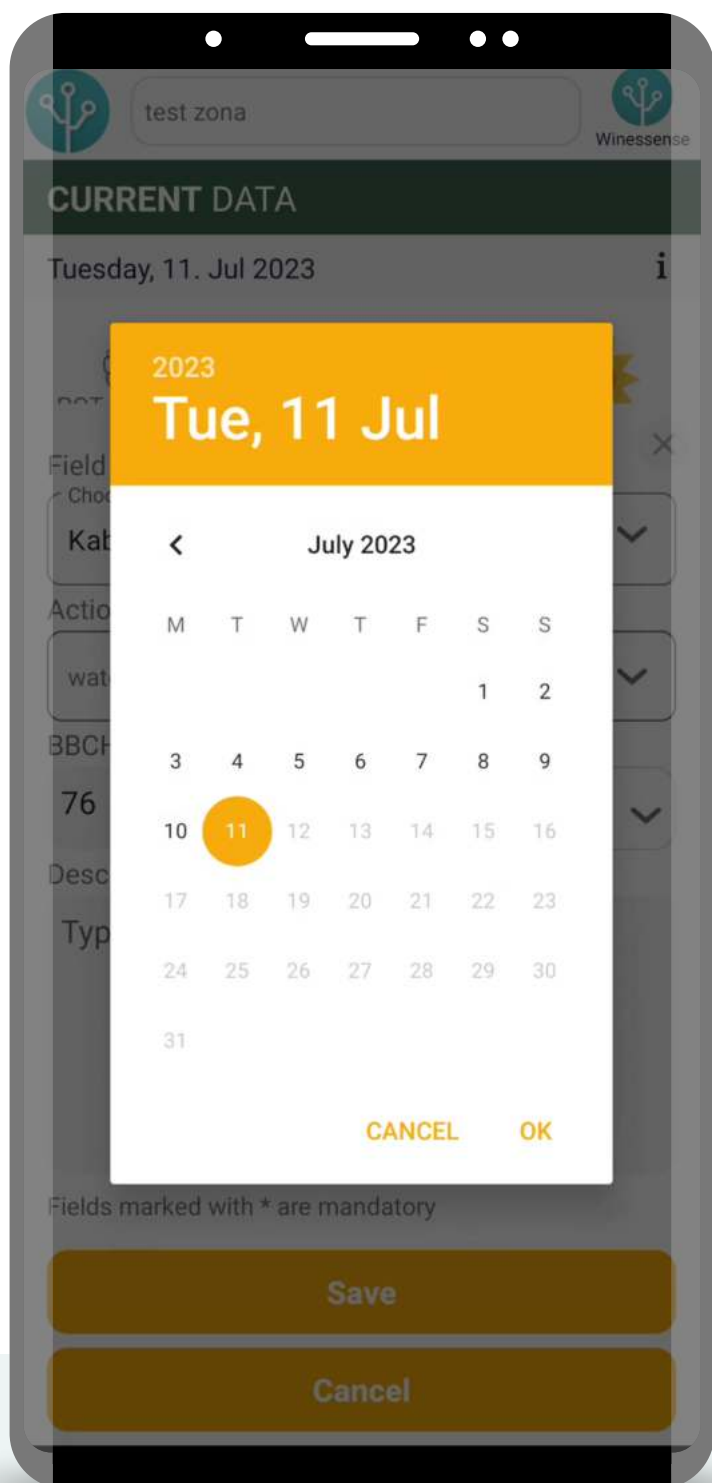 test zona
Winessense
CURRENT DATA
Tuesday, 11. Jul 2023 i
2023
Tue, 11 Jul
Field
July 2023
Actio
M T W T F S S
1 2
BBCH
3 4 5 6 7 8 9
76
10 11 12 13 14 15 16
Desc
17 18 19 20 21 22 23
Typ
24 25 26 27 28 29 30
31
CANCEL OK
Fields marked with * are mandatory
Save
Cancel